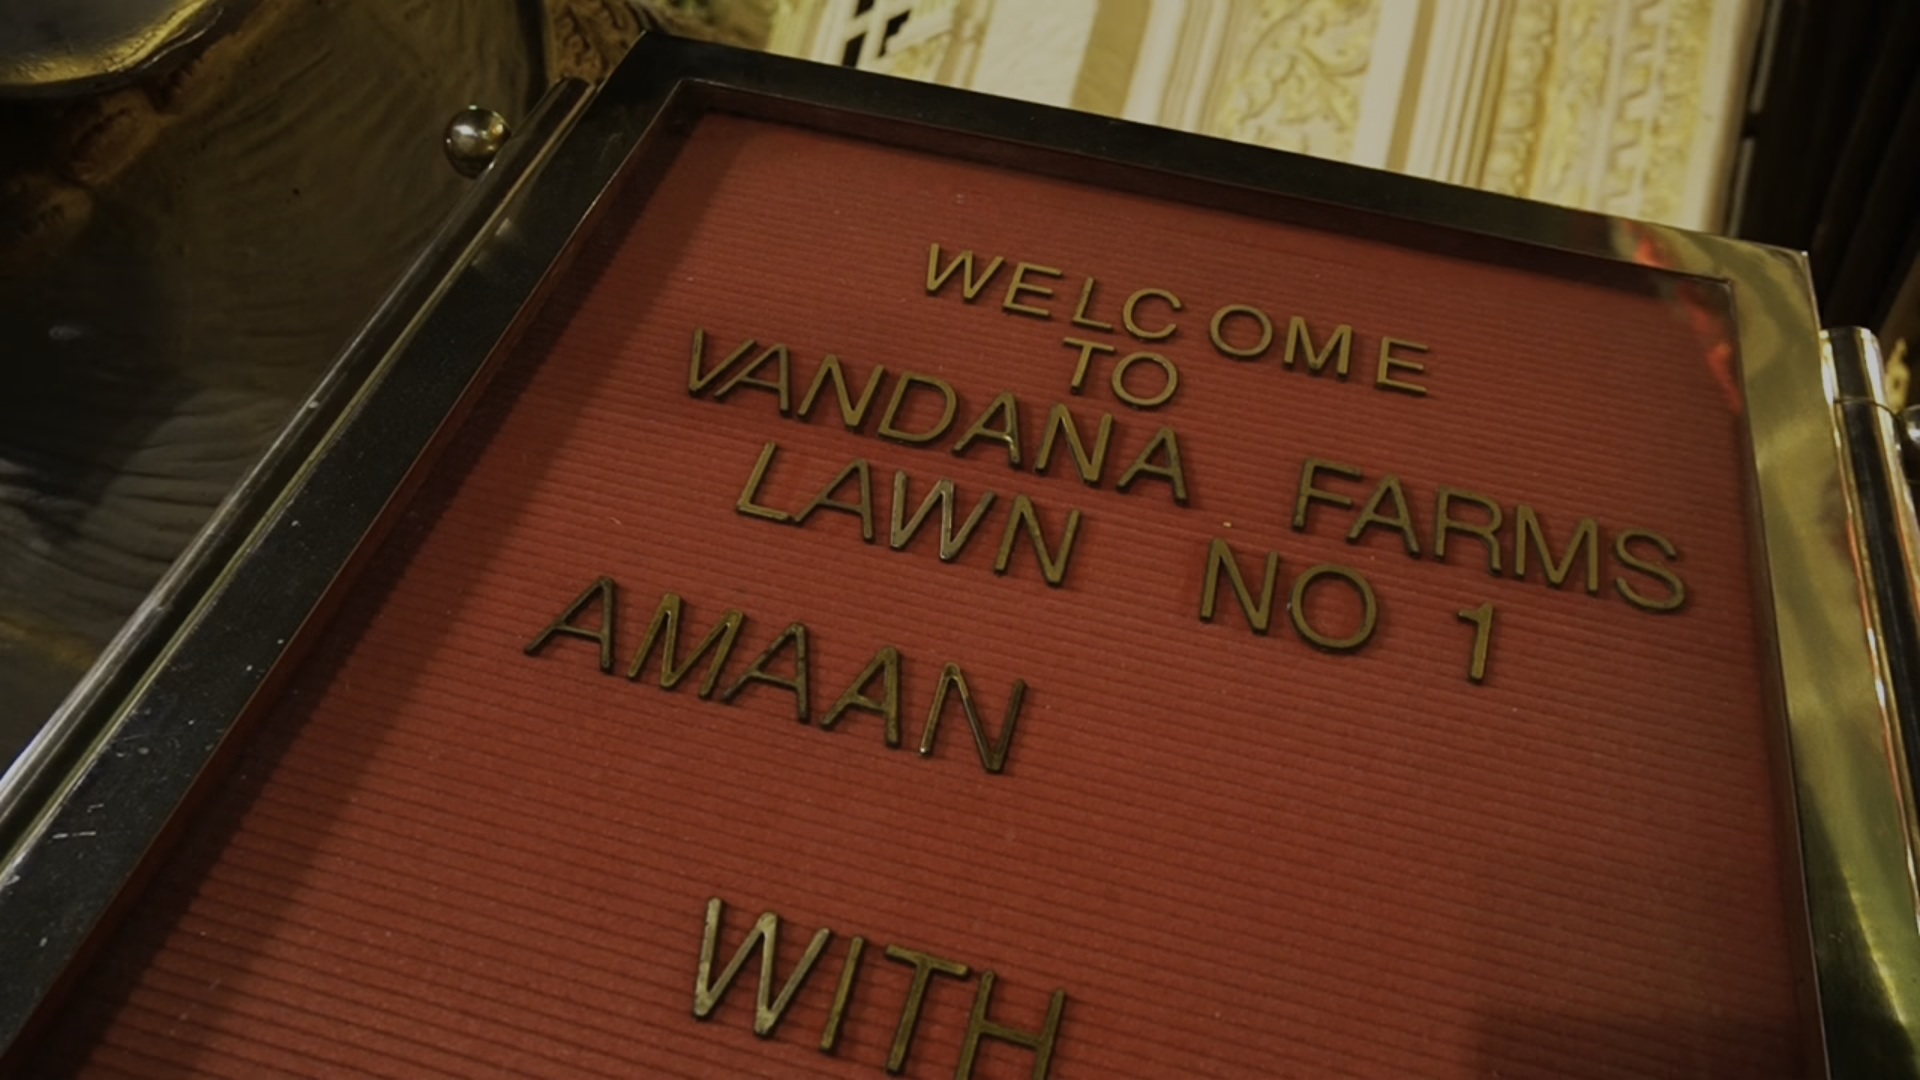 WELCOME
TO
VANDANA FARMS
LAWN NO 1
AMAAN
WITH